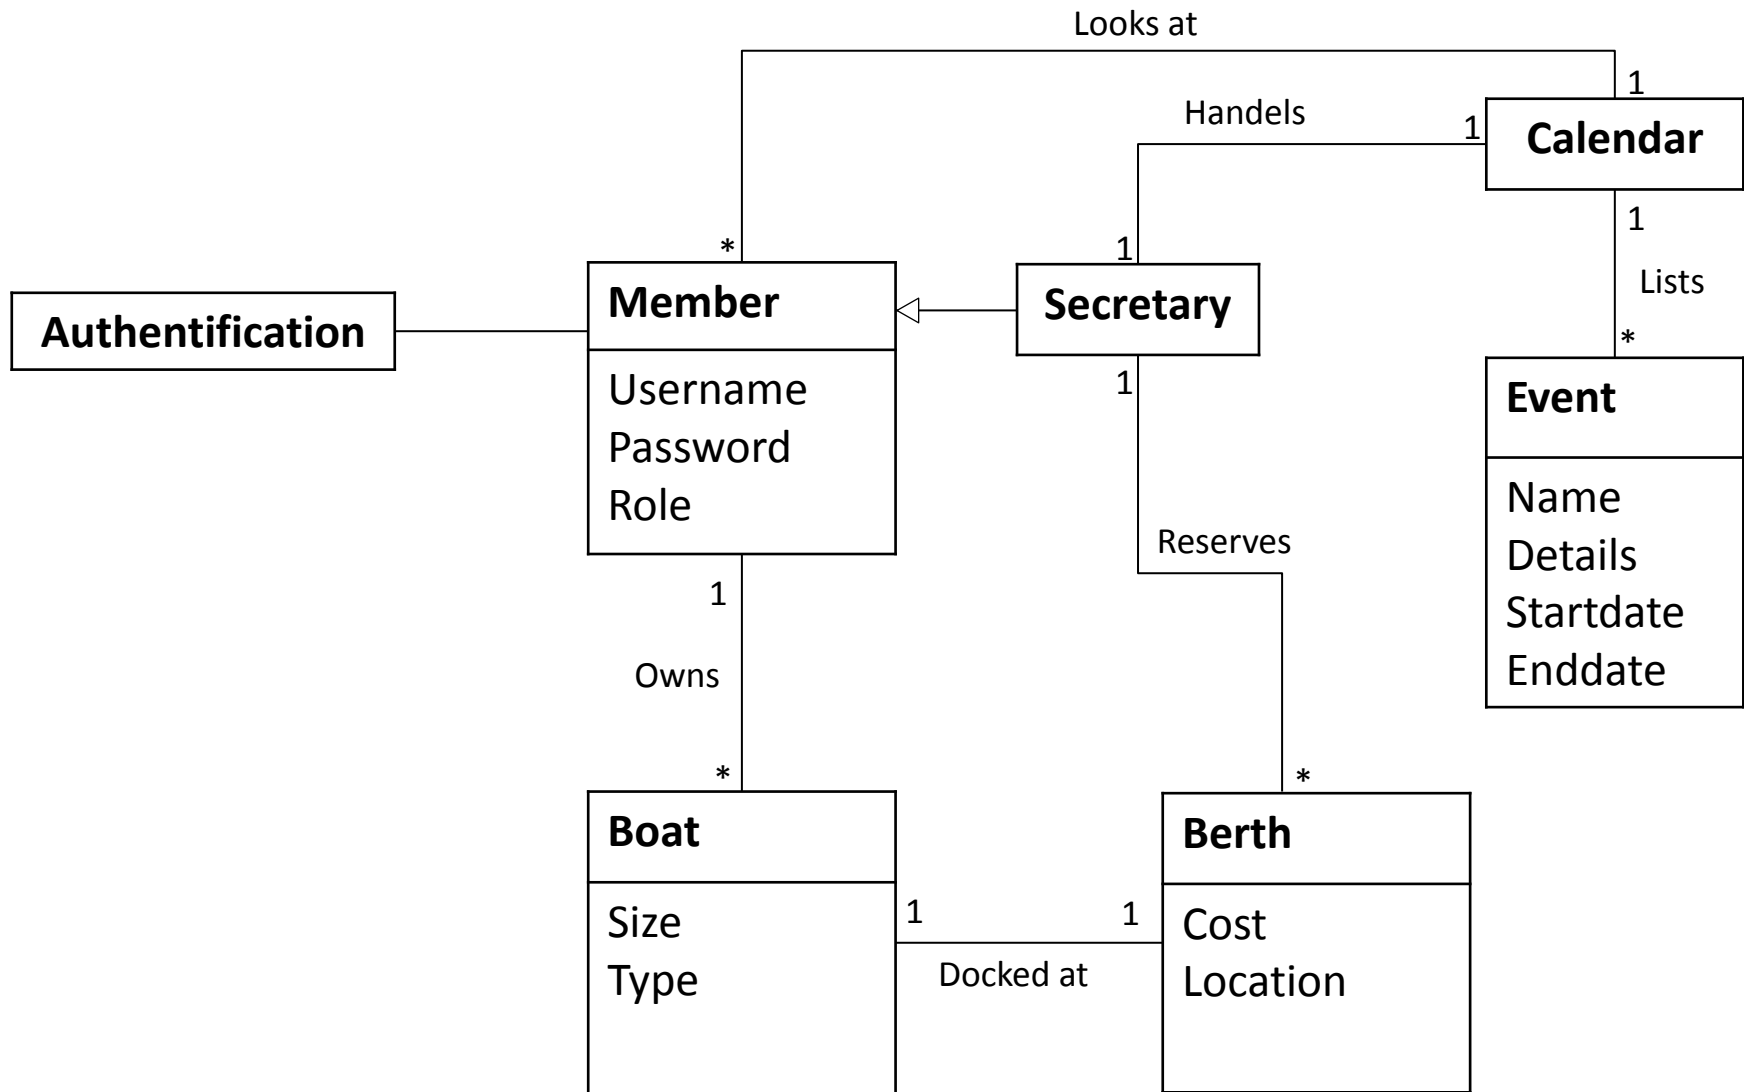 Looks at
1
Handels
1
Calendar
1
*
1
Lists
Member
Secretary
Authentification
*
1
Event
Username
Password
Role
Name
Details
Startdate
Enddate
Reserves
1
Owns
*
*
Boat
Berth
1
1
Size
Type
Cost
Location
Docked at